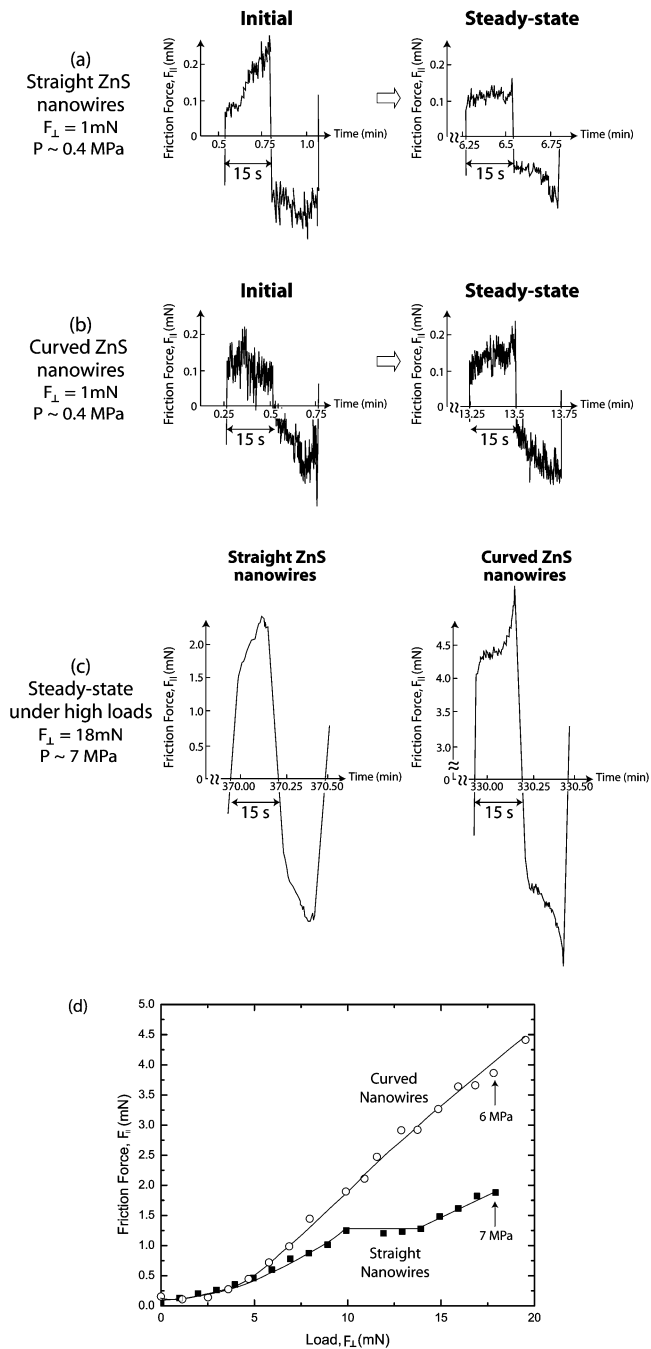 Initial
Steady-state
(a)
Straight ZnS
nanowires
F⊥ = 1mN
P ~ 0.4 MPa
Friction Force, F|| (mN)
0.2
0.1
0
0.5
0.75
1.0
Time (min)
15 s
Friction Force, F|| (mN)
0.2
0.1
0
6.25
6.5
6.75
Time (min)
15 s
Initial
Steady-state
(b)
Curved ZnS
nanowires
F⊥ = 1mN
P ~ 0.4 MPa
Friction Force, F|| (mN)
0.2
0.1
0
0.25
0.5
0.75
Time (min)
15 s
Friction Force, F|| (mN)
0.2
0.1
0
13.25
13.5
13.75
Time (min)
15 s
Straight ZnS
nanowires
Curved ZnS
nanowires
(c)
Steady-state
under high loads
F⊥ = 18mN
P ~ 7 MPa
Friction Force, F|| (mN)
2.0
1.5
1.0
0.5
0
370.00
370.25
370.50
Time (min)
15 s
Friction Force, F|| (mN)
4.5
4.0
3.0
0
330.00
330.25
330.50
Time (min)
15 s
(d)
Friction Force, F|| (mN)
5.0
4.5
4.0
3.5
3.0
2.5
2.0
1.5
1.0
0.5
0.0
Curved
Nanowires
6 MPa
Straight
Nanowires
7 MPa
0
5
10
15
20
Load, F⊥ (mN)